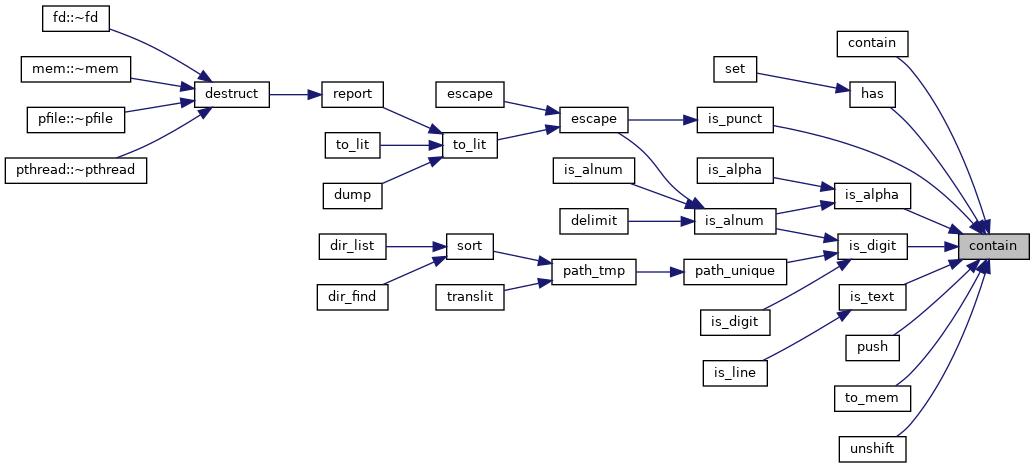 fd::~fd
mem::~mem
pfile::~pfile
pthread::~pthread
destruct
report
to_lit
dump
dir_list
dir_find
escape
to_lit
sort
translit
escape
is_alnum
delimit
path_tmp
set
is_punct
is_alpha
is_alnum
path_unique
is_digit
is_line
contain
has
is_alpha
is_digit
is_text
push
to_mem
unshift
contain